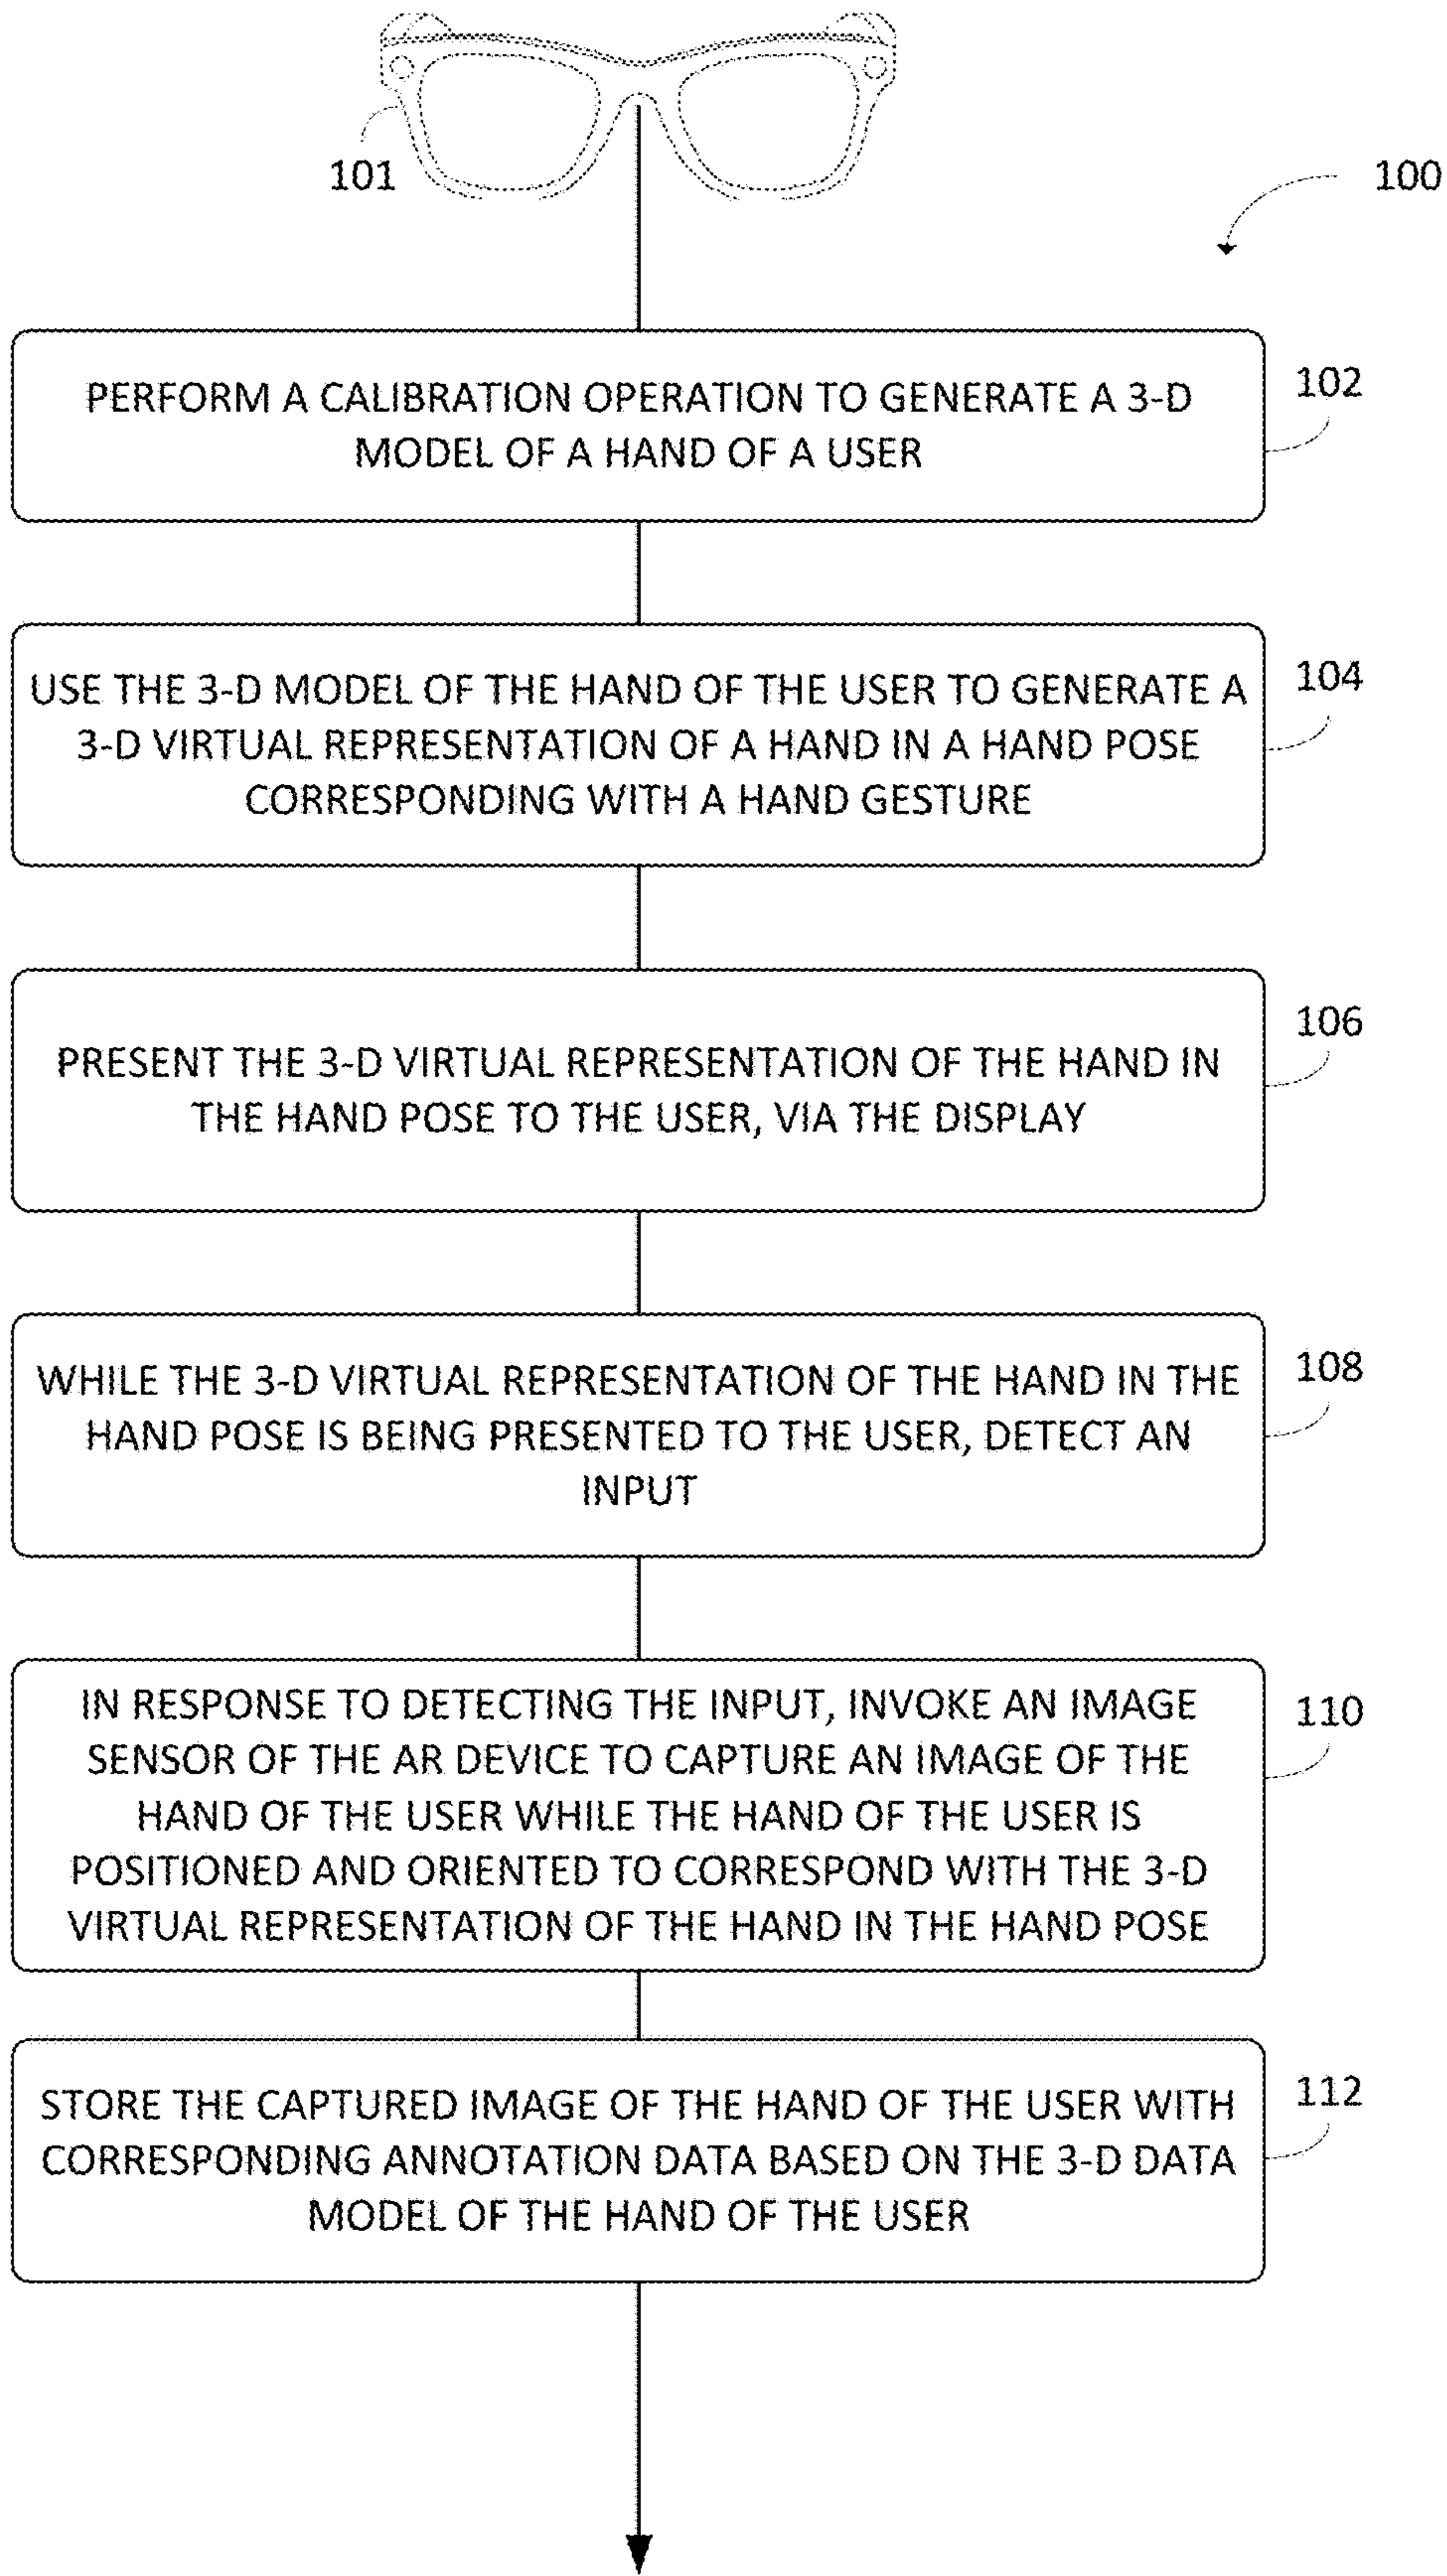 101
100
PERFORM A CALIBRATION OPERATION TO GENERATE A 3-D
MODEL OF A HAND OF A USER
102
USE THE 3-D MODEL OF THE HAND OF THE USER TO GENERATE A
3-D VIRTUAL REPRESENTATION OF A HAND IN A HAND POSE
CORRESPONDING WITH A HAND GESTURE
104
PRESENT THE 3-D VIRTUAL REPRESENTATION OF THE HAND IN
THE HAND POSE TO THE USER, VIA THE DISPLAY
106
WHILE THE 3-D VIRTUAL REPRESENTATION OF THE HAND IN THE
HAND POSE IS BEING PRESENTED TO THE USER, DETECT AN
INPUT
108
IN RESPONSE TO DETECTING THE INPUT, INVOKE AN IMAGE
SENSOR OF THE AR DEVICE TO CAPTURE AN IMAGE OF THE
HAND OF THE USER WHILE THE HAND OF THE USER IS
POSITIONED AND ORIENTED TO CORRESPOND WITH THE 3-D
VIRTUAL REPRESENTATION OF THE HAND IN THE HAND POSE
110
STORE THE CAPTURED IMAGE OF THE HAND OF THE USER WITH
CORRESPONDING ANNOTATION DATA BASED ON THE 3-D DATA
MODEL OF THE HAND OF THE USER
112